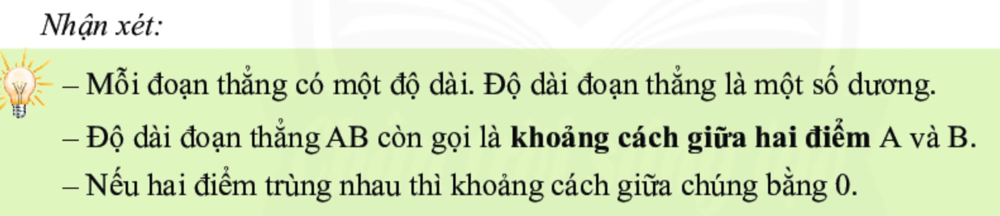 Nhận xét:
– Mỗi đoạn thẳng có một độ dài. Độ dài đoạn thẳng là một số dương.
– Độ dài đoạn thẳng AB còn gọi là khoảng cách giữa hai điểm A và B.
– Nếu hai điểm trùng nhau thì khoảng cách giữa chúng bằng 0.